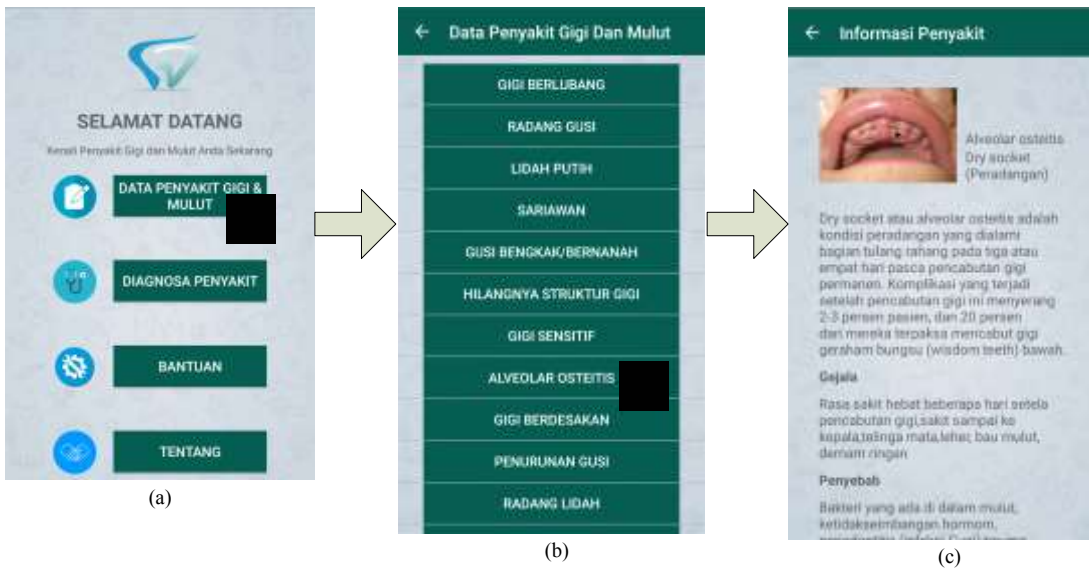 SELAMAT DATANG
Kenali Penyakit Gigi dan Mulut Anda Sekarang
DATA PENYAKIT GIGI &
MULUT
DIAGNOSA PENYAKIT
BANTUAN
TENTANG
(a)
Data Penyakit Gigi Dan Mulut
GIGI BERLUBANG
RADANG GUSI
LIDAH PUTIH
SARIAWAN
GUSI BENGKAK/BERNANAH
HILANGNYA STRUKTUR GIGI
GIGI SENSITIF
ALVEOLAR OSTEITIS
GIGI BERDESAKAN
PENURUNAN GUSI
RADANG LIDAH
(b)
Informasi Penyakit
Alveolar osteitis
Dry socket
(Peradangan)
Dry socket atau alveolar osteitis adalah
kondisi peradangan yang dialami
bagian tulang rahang pada tiga atau
empat hari pasca pencabutan gigi
permanen. Komplikasi yang terjadi
setelah pencabutan gigi ini menyerang
2-3 persen pasien, dan 20 persen
dari mereka terpaksa mencabut gigi
geraham bungsu (wisdom teeth) bawah.
Gejala
Rasa sakit hebat beberapa hari setela
pencabutan gigi,sakit sampai ke
kepala,telinga mata,leher, bau mulut,
demam ringan
Penyebab
Bakteri yang ada di dalam mulut,
ketidakseimbangan hormom,
(c)